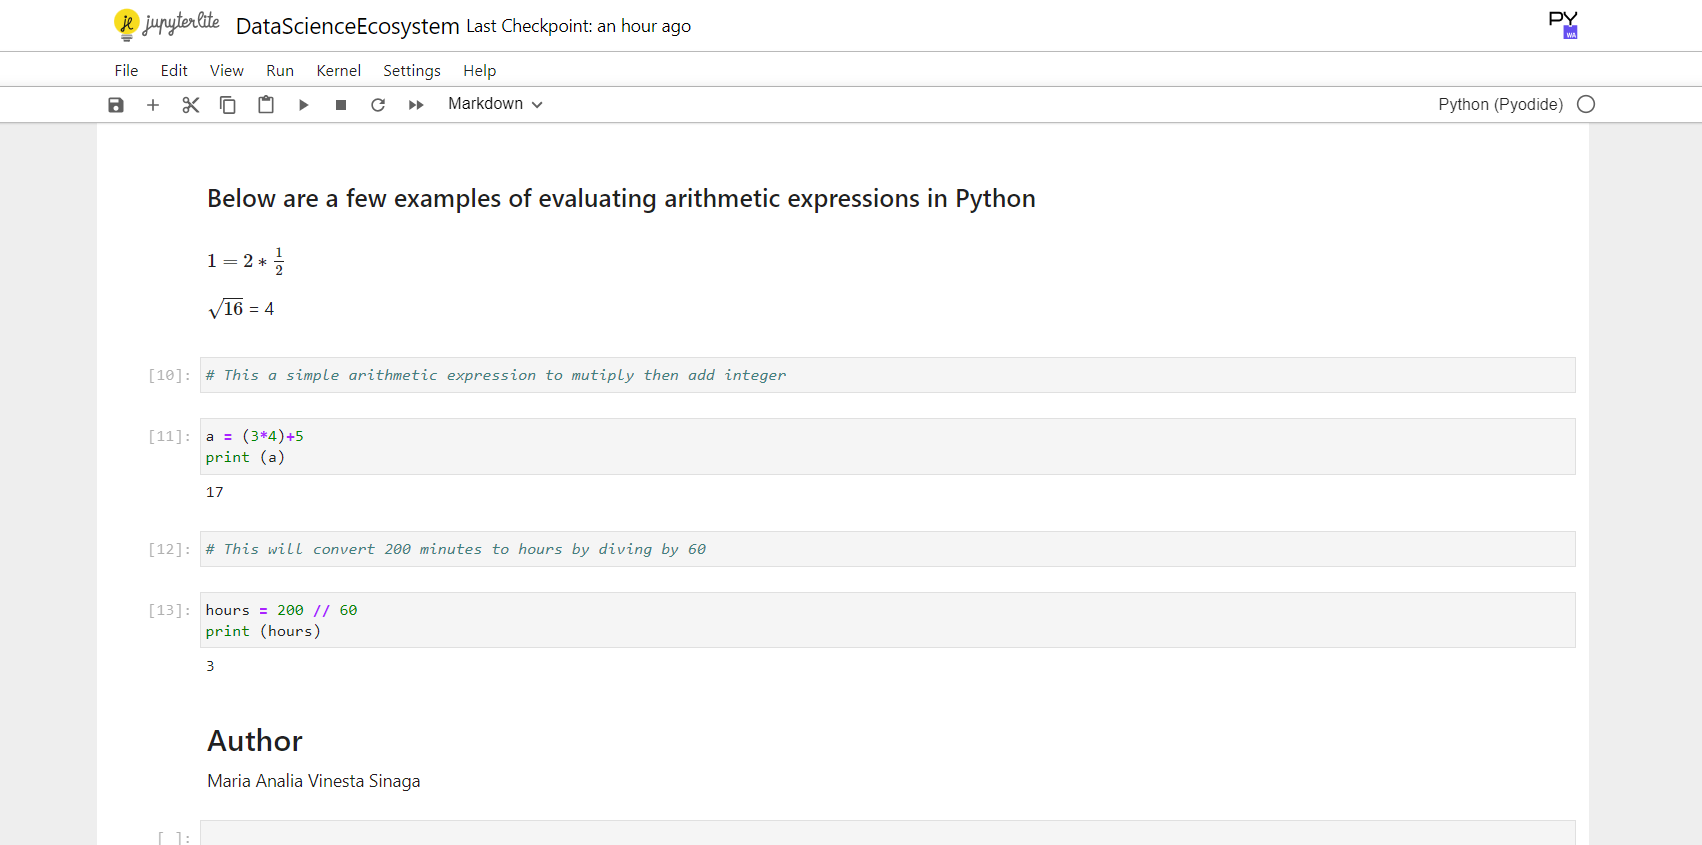 jupyterlite DataScienceEcosystem Last Checkpoint: an hour ago
PY
WA
File Edit View Run Kernel Settings Help
Markdown Python (Pyodide)
Below are a few examples of evaluating arithmetic expressions in Python
1 = 2 * 1/2
√16 = 4
[10]: # This a simple arithmetic expression to mutiply then add integer
[11]: a = (3*4)+5
print (a)
17
[12]: # This will convert 200 minutes to hours by diving by 60
[13]: hours = 200 // 60
print (hours)
3
Author
Maria Analia Vinesta Sinaga
[ ]: